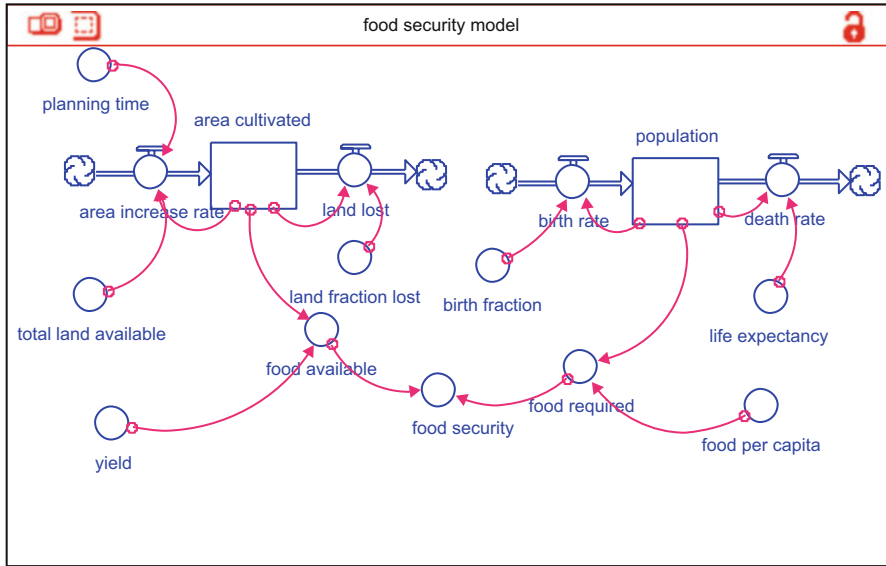 food security model
planning time
area cultivated
population
area increase rate
land lost
birth rate
death rate
land fraction lost
birth fraction
total land available
life expectancy
food available
food required
food security
food per capita
yield